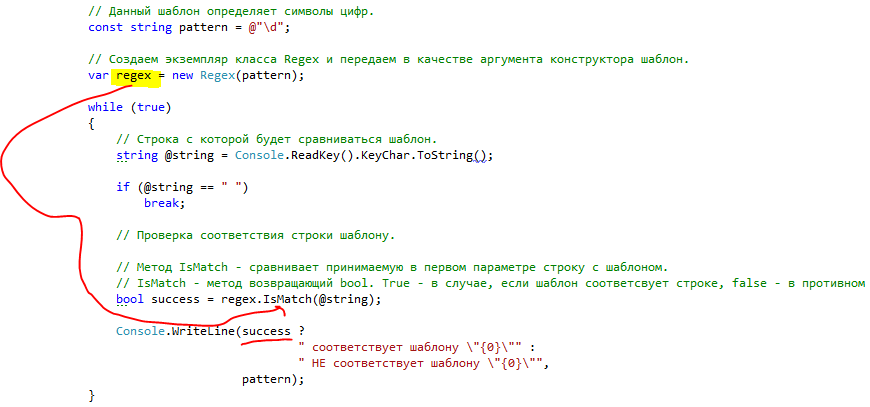 // Данный шаблон определяет символы цифр.
const string pattern = @"\d";
// Создаем экземпляр класса Regex и передаем в качестве аргумента конструктора шаблон.
var regex = new Regex(pattern);
while (true)
{
// Строка с которой будет сравниваться шаблон.
string @string = Console.ReadKey().KeyChar.ToString();
if (@string == " ")
break;
// Проверка соответствия строки шаблону.
// Метод IsMatch - сравнивает принимаемую в первом параметре строку с шаблоном.
// IsMatch - метод возвращающий bool. True - в случае, если шаблон соответсвует строке, false - в противном
bool success = regex.IsMatch(@string);
Console.WriteLine(success ?
" соответствует шаблону \"{0}\"" :
" НЕ соответствует шаблону \"{0}\"",
pattern);
}